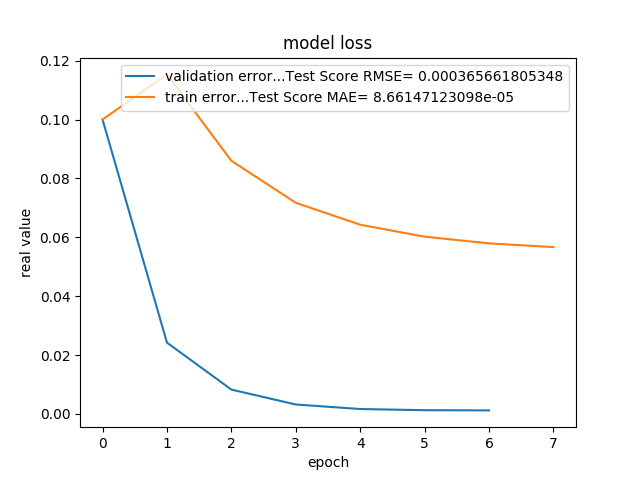 model loss
validation error...Test Score RMSE= 0.000365661805348
train error...Test Score MAE= 8.66147123098e-05
0.12
0.10
0.08
0.06
0.04
0.02
0.00
real value
0 1 2 3 4 5 6 7
epoch